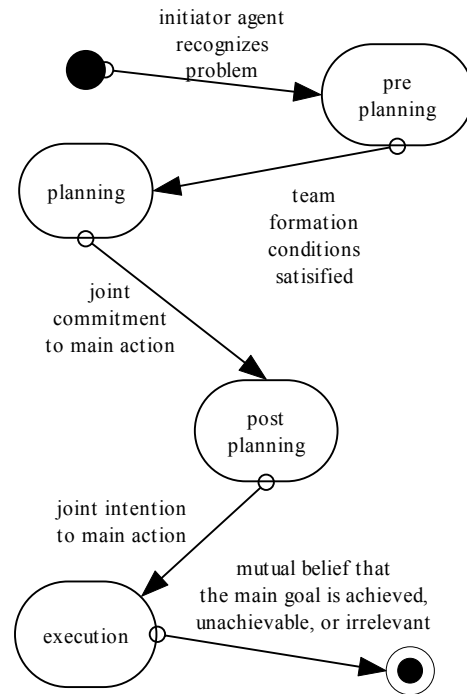 initiator agent
recognizes
problem
pre
planning
planning
team
formation
conditions
satisified
joint
commitment
to main action
post
planning
joint intention
to main action
mutual belief that
the main goal is achieved,
unachievable, or irrelevant
execution